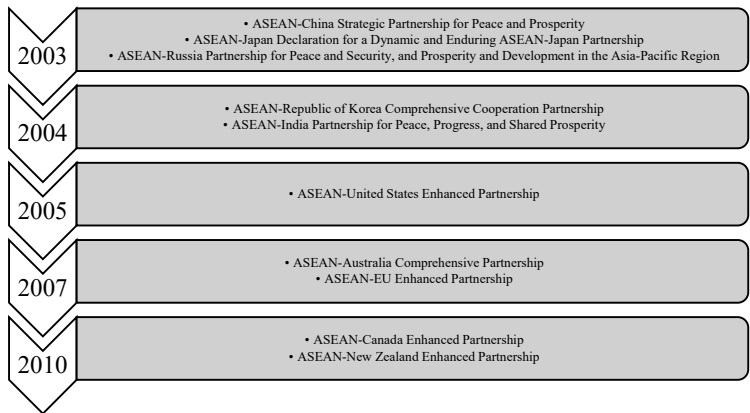 2003
• ASEAN-China Strategic Partnership for Peace and Prosperity
• ASEAN-Japan Declaration for a Dynamic and Enduring ASEAN-Japan Partnership
• ASEAN-Russia Partnership for Peace and Security, and Prosperity and Development in the Asia-Pacific Region
2004
• ASEAN-Republic of Korea Comprehensive Cooperation Partnership
• ASEAN-India Partnership for Peace, Progress, and Shared Prosperity
2005
• ASEAN-United States Enhanced Partnership
2007
• ASEAN-Australia Comprehensive Partnership
• ASEAN-EU Enhanced Partnership
2010
• ASEAN-Canada Enhanced Partnership
• ASEAN-New Zealand Enhanced Partnership